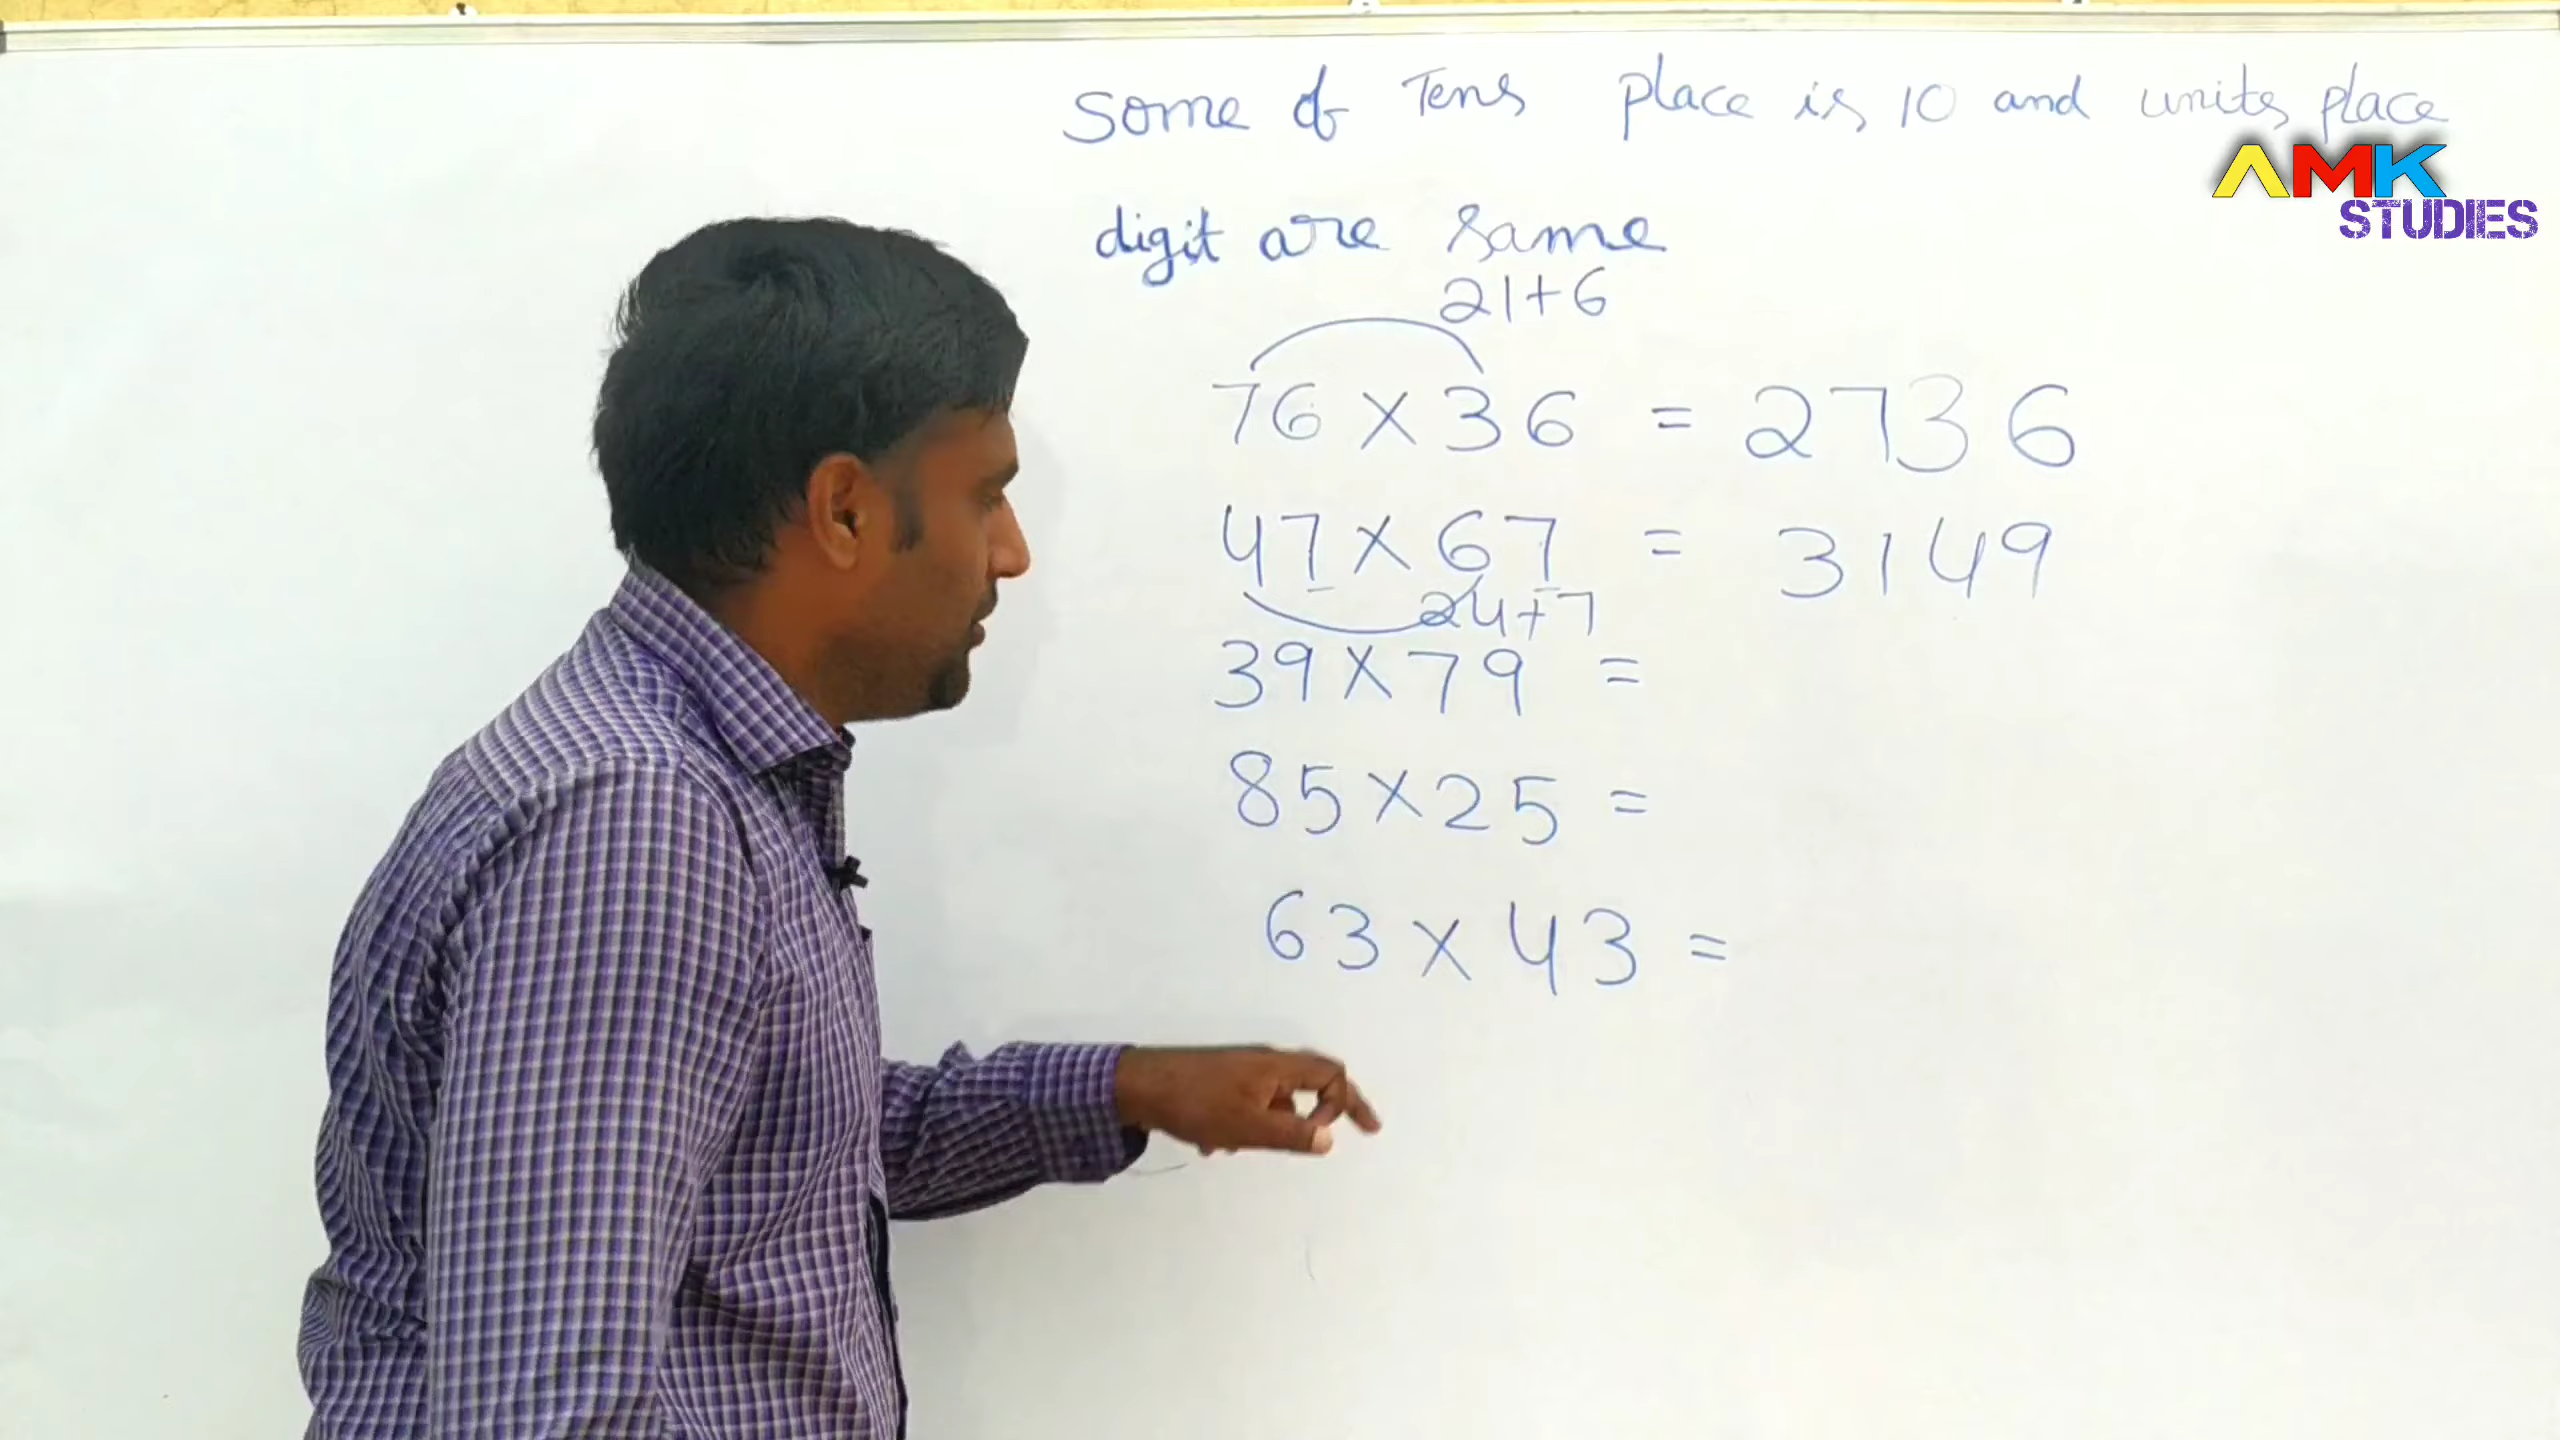 Some of Tens place is 10 and units place
AMK
STUDIES
digit are same
21+6
76 × 36 = 2736
47 × 67 = 3149
24+7
39 × 79 =
85 × 25 =
63 × 43 =